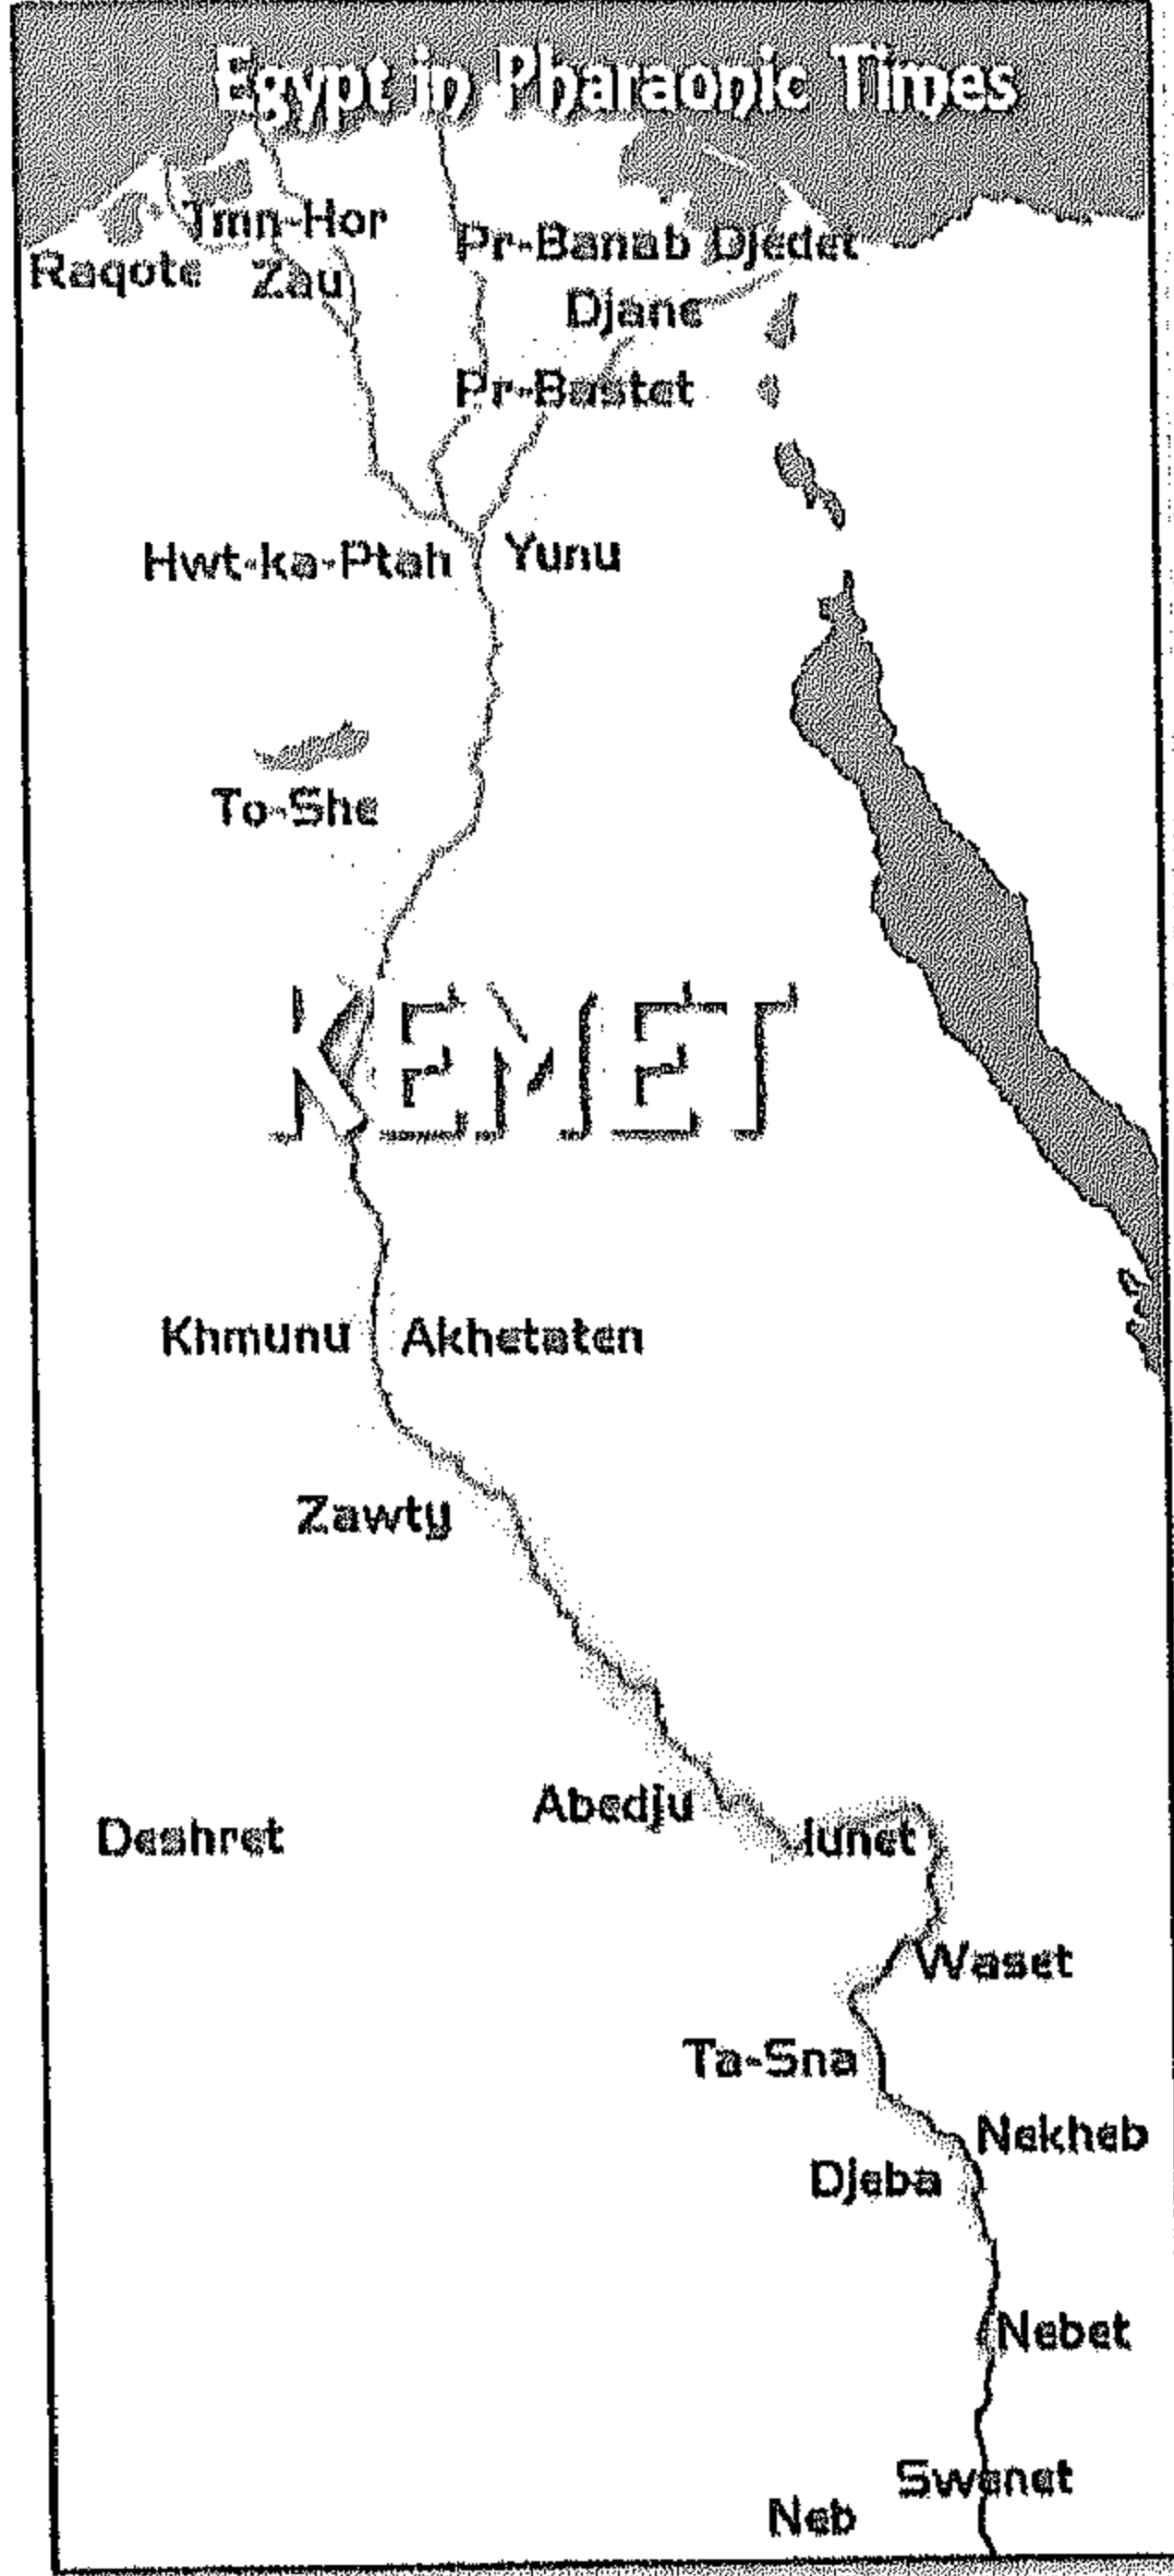 Egypt in Pharaonic Times
Tmn-Hor
Pr-Banab Djedet
Raqote
Zau
Djane
Pr-Bastet
Hwt-ka-Ptah
Yunu
To-She
KEMET
Khmunu
Akhetaten
Zawty
Abedju
Iunet
Deshret
Waset
Ta-Sna
Nekheb
Djeba
Nebet
Swenet
Neb